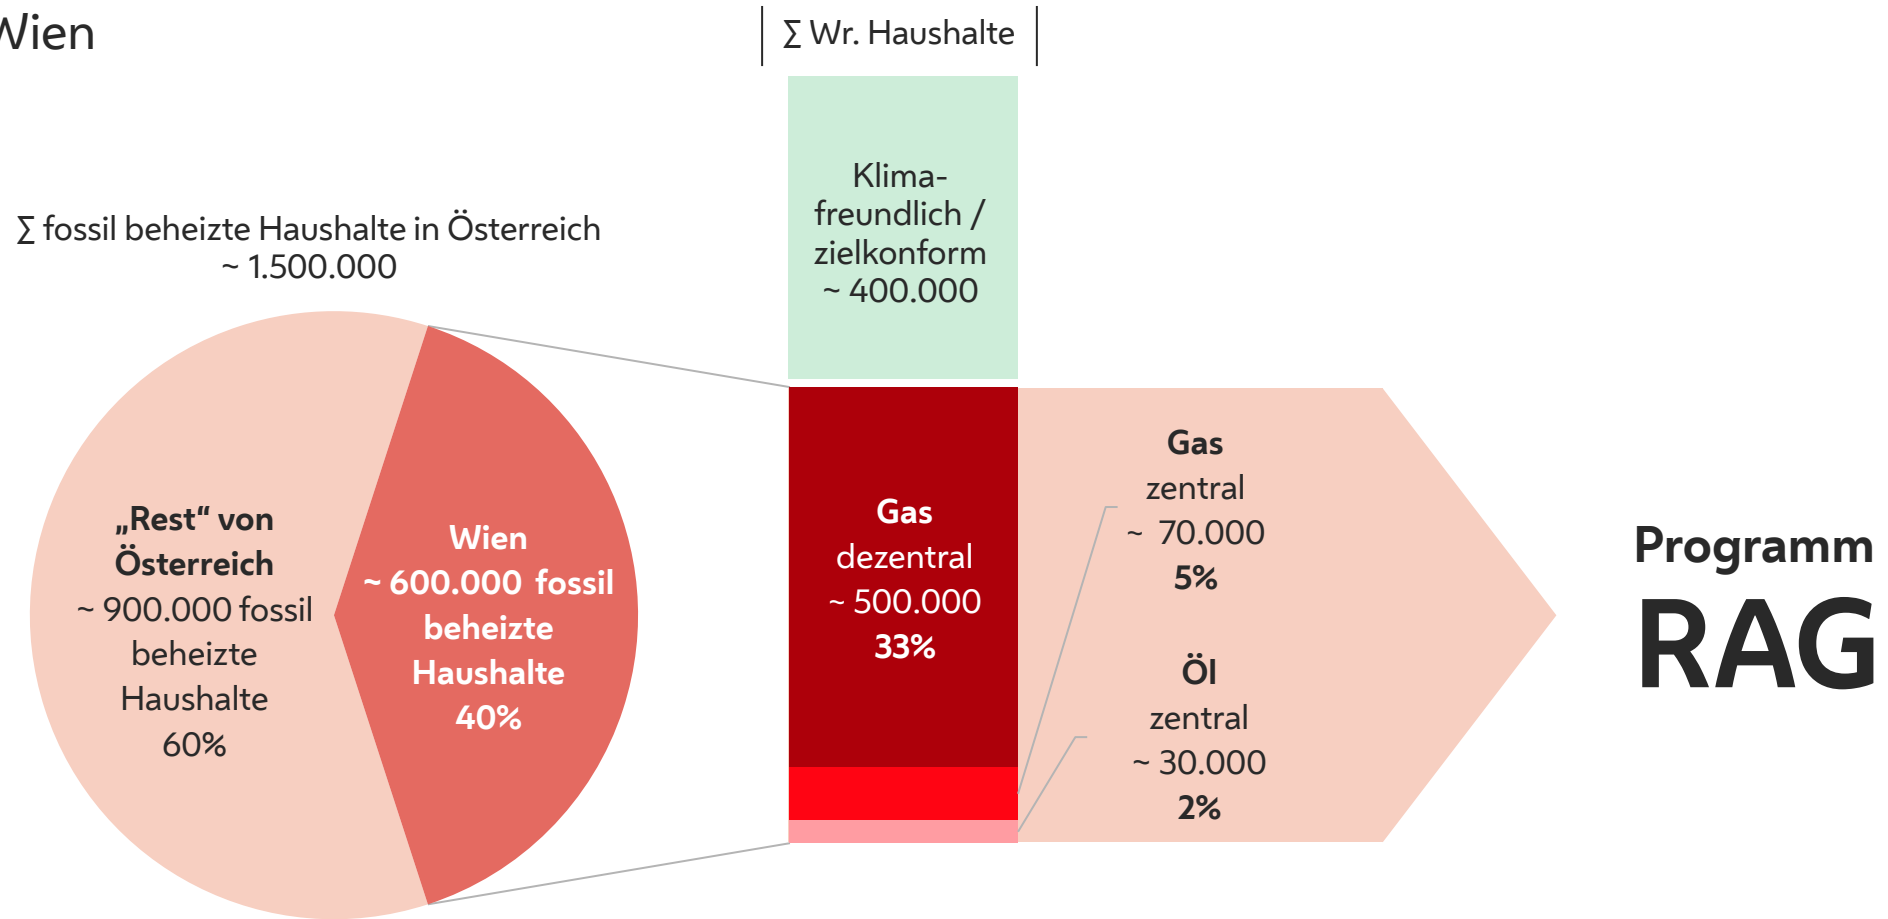 Wien
∑ Wr. Haushalte
∑ fossil beheizte Haushalte in Österreich
~ 1.500.000
„Rest“ von
Österreich
~ 900.000 fossil
beheizte
Haushalte
60%
Wien
~ 600.000 fossil
beheizte
Haushalte
40%
Klima-
freundlich /
zielkonform
~ 400.000
Gas
dezentral
~ 500.000
33%
Gas
zentral
~ 70.000
5%
Öl
zentral
~ 30.000
2%
Programm
RAG